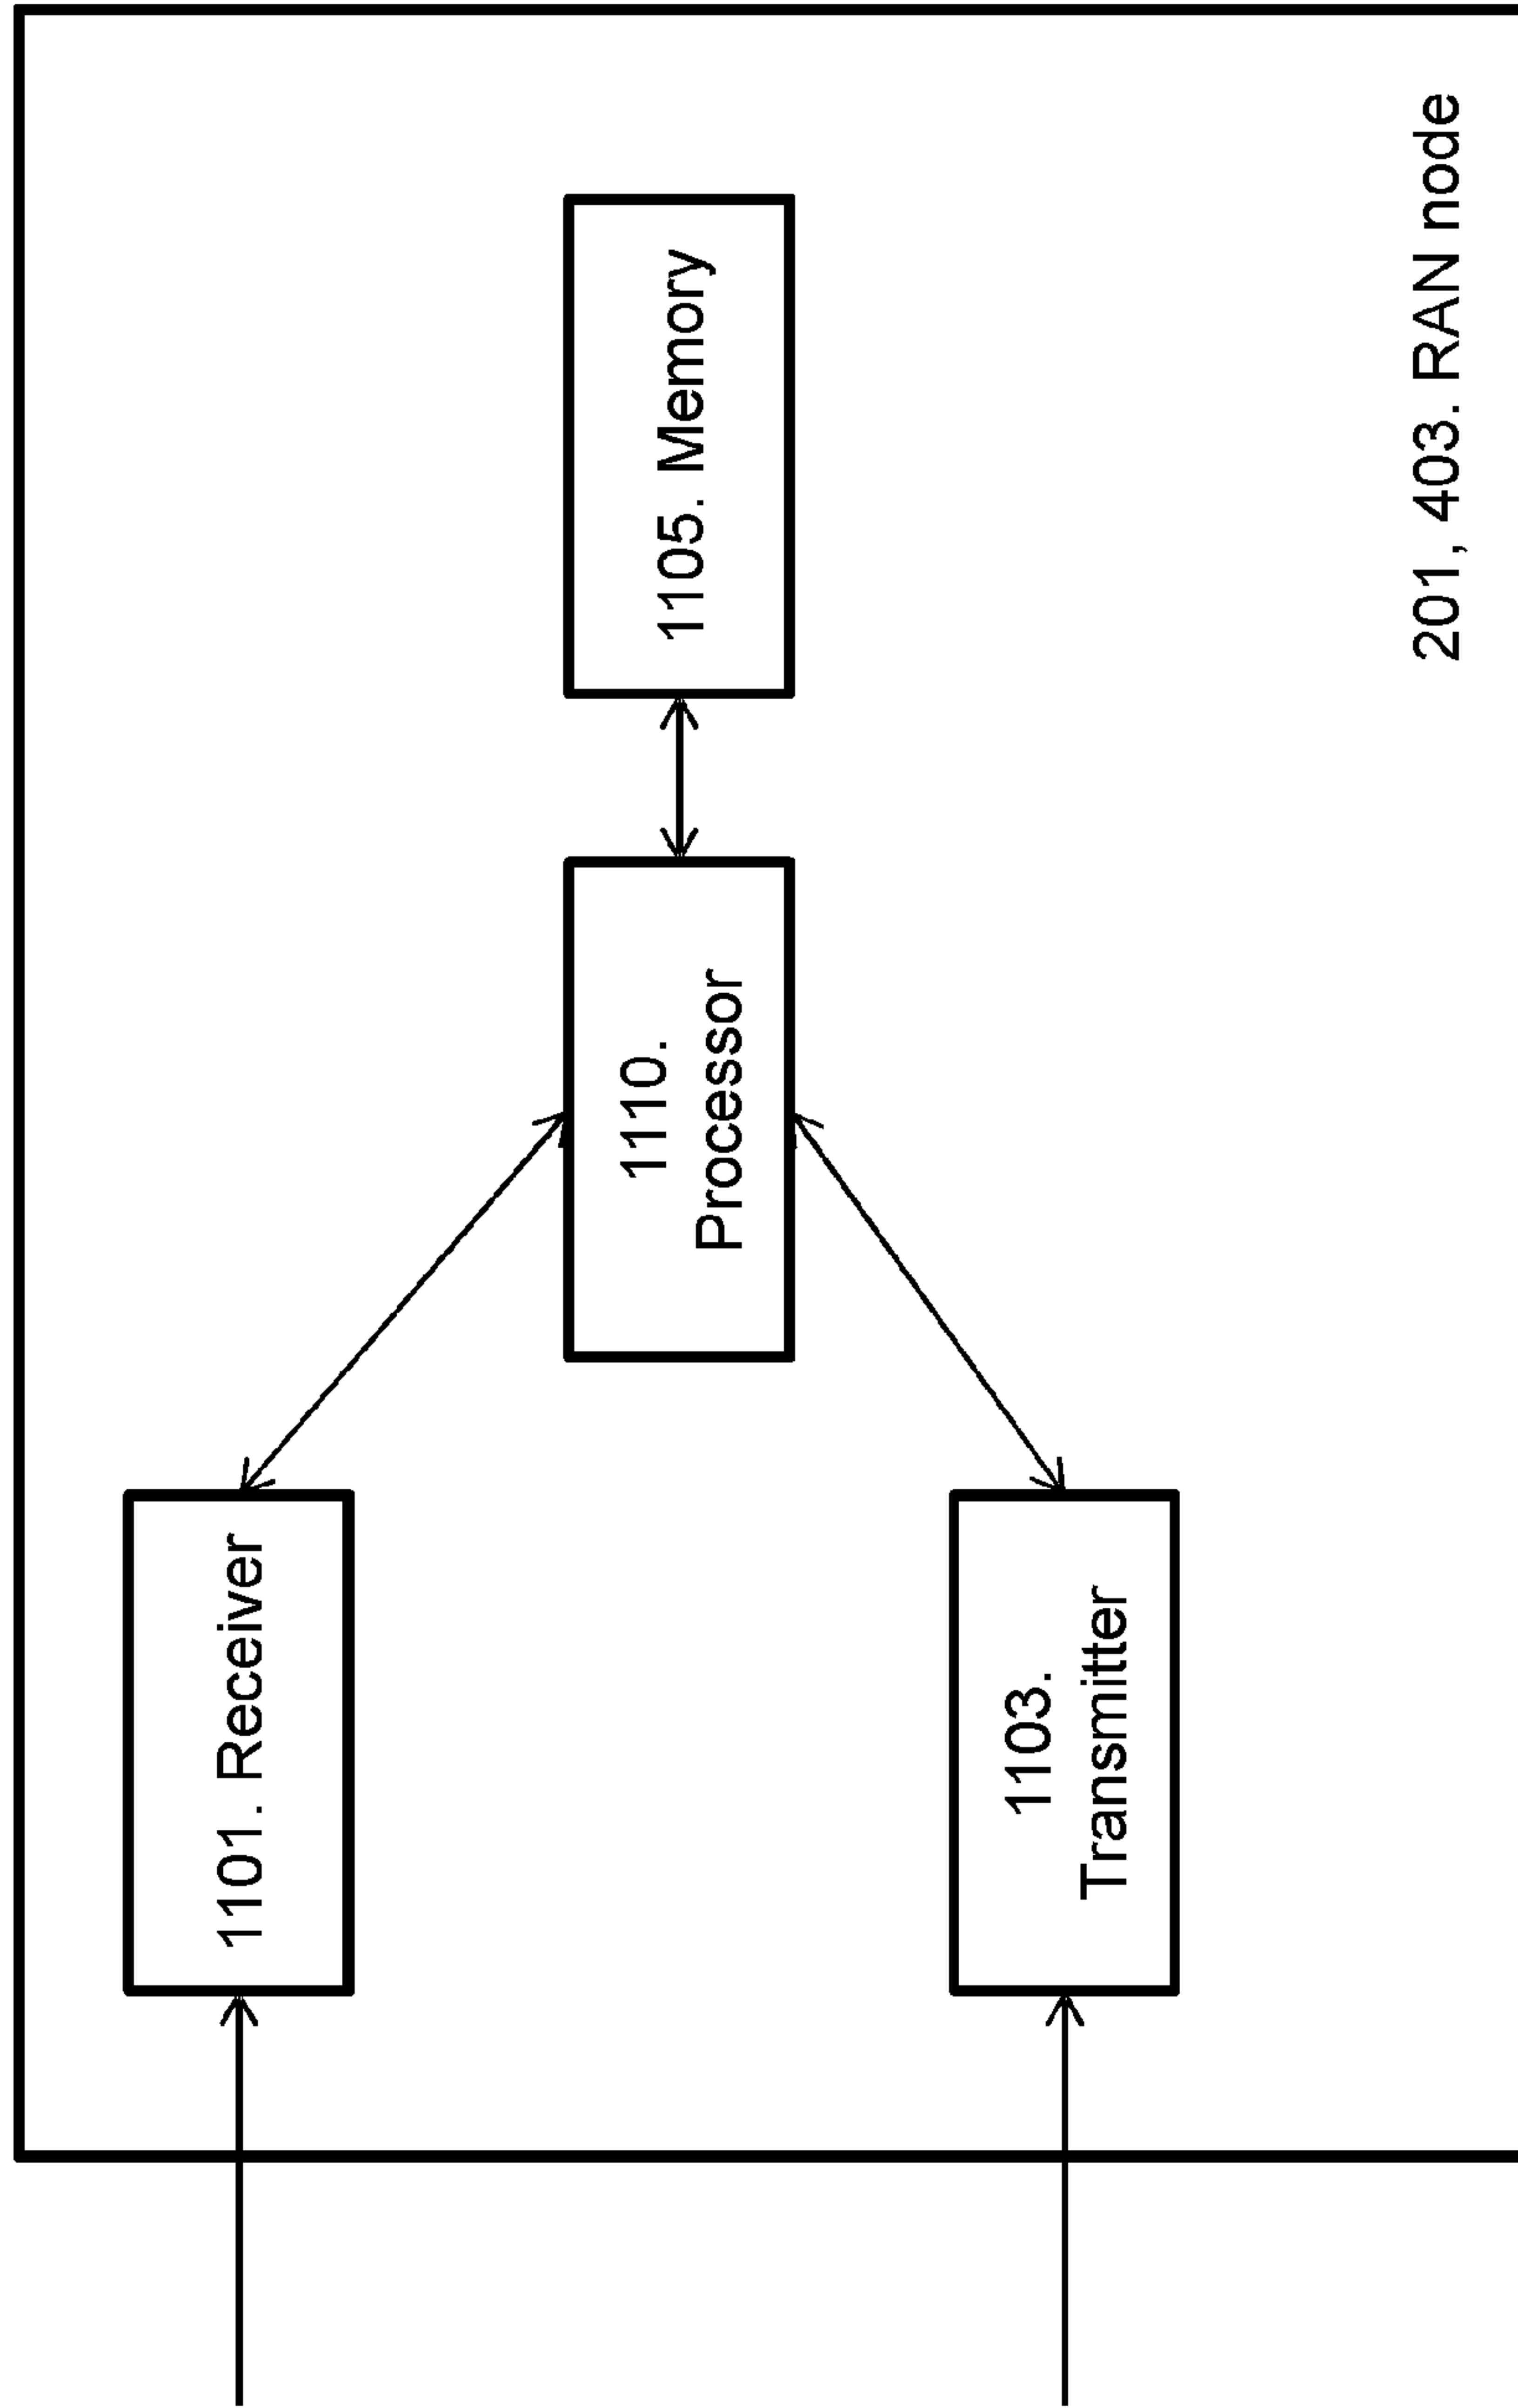 1101. Receiver
1110.
Processor
1105. Memory
1103.
Transmitter
201, 403. RAN node